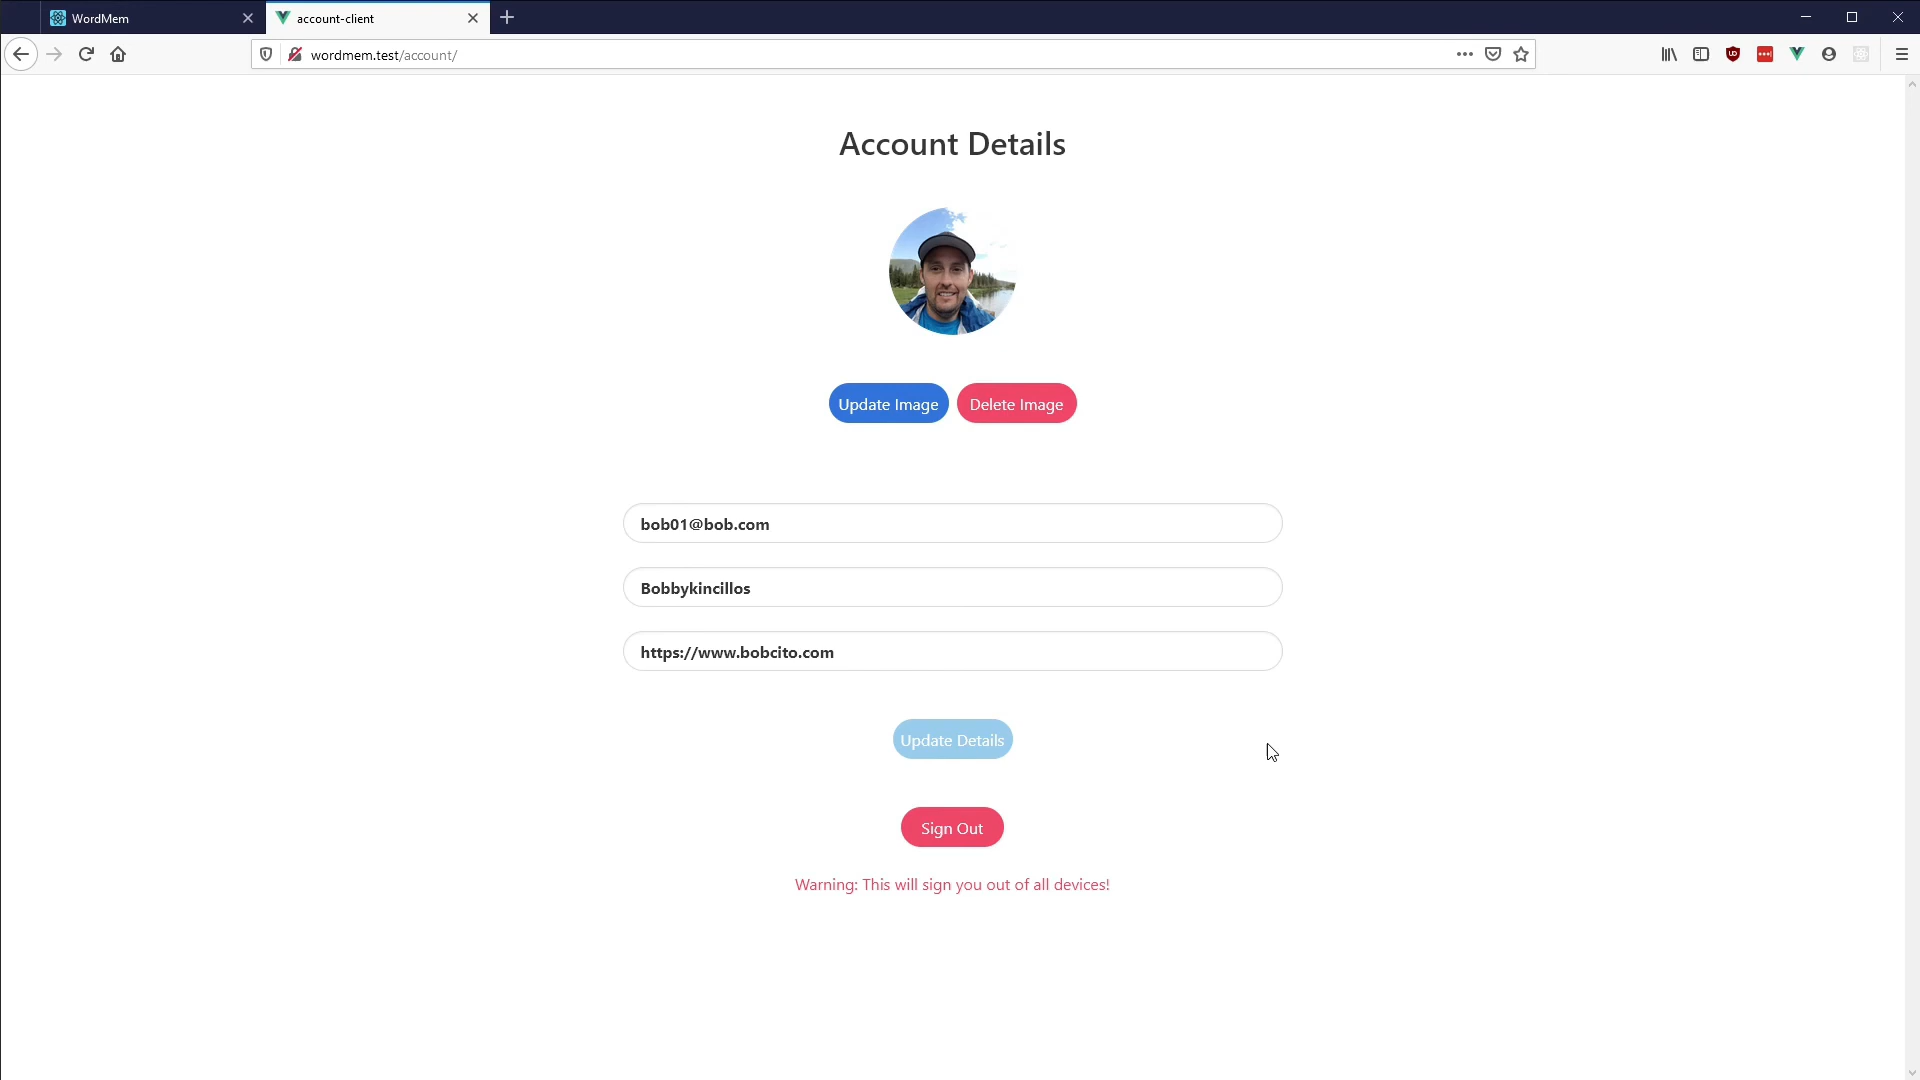 WordMem
account-client
wordmem.test/account/
Account Details
Update Image
Delete Image
bob01@bob.com
Bobbykincillos
https://www.bobcito.com
Update Details
Sign Out
Warning: This will sign you out of all devices!